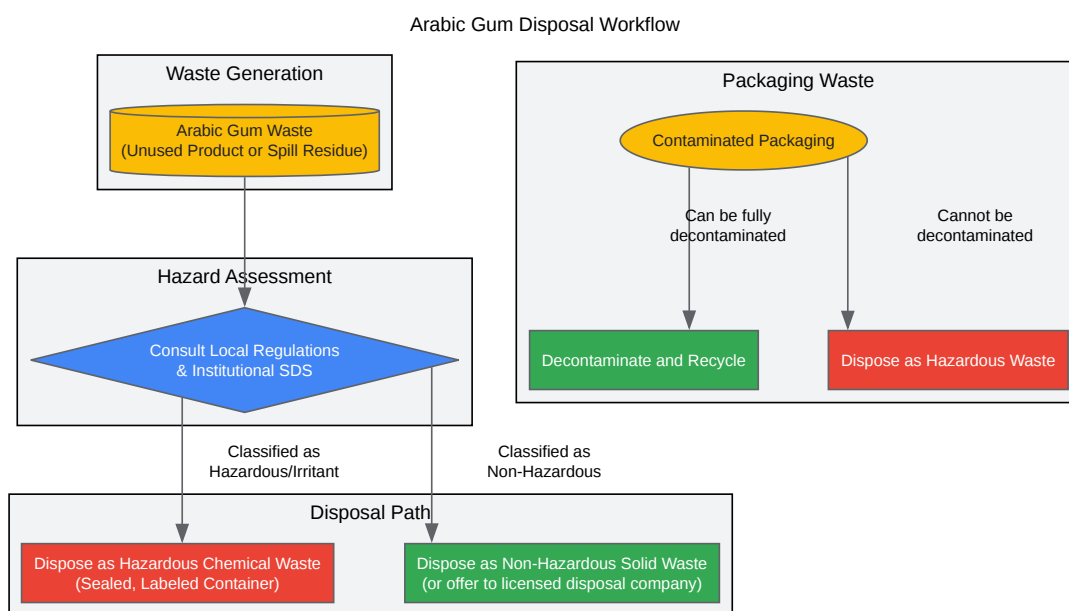 Arabic Gum Disposal Workflow
Waste Generation
Arabic Gum Waste
(Unused Product or Spill Residue)
Hazard Assessment
Consult Local Regulations
& Institutional SDS
Classified as
Hazardous/Irritant
Classified as
Non-Hazardous
Disposal Path
Dispose as Hazardous Chemical Waste
(Sealed, Labeled Container)
Dispose as Non-Hazardous Solid Waste
(or offer to licensed disposal company)
Packaging Waste
Contaminated Packaging
Can be fully
decontaminated
Cannot be
decontaminated
Decontaminate and Recycle
Dispose as Hazardous Waste